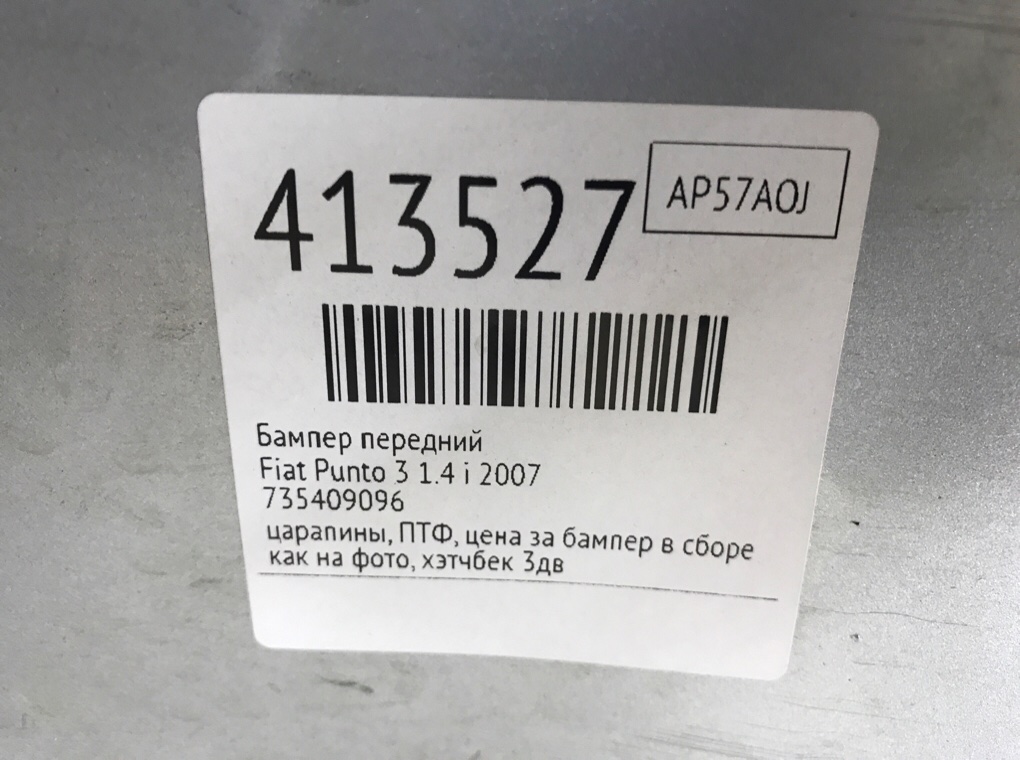 413527
AP57AOJ
Бампер передний
Fiat Punto 3 1.4 i 2007
735409096
царапины, ПТФ, цена за бампер в сборе
как на фото, хэтчбек 3дв